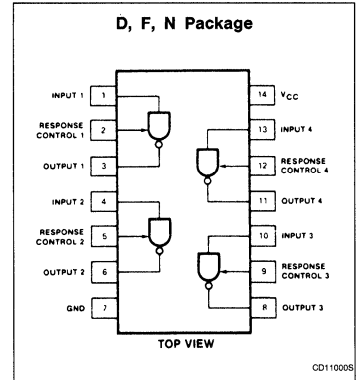 D, F, N Package
INPUT 1 1
RESPONSE CONTROL 1 2
OUTPUT 1 3
INPUT 2 4
RESPONSE CONTROL 2 5
OUTPUT 2 6
GND 7
14 VCC
13 INPUT 4
12 RESPONSE CONTROL 4
11 OUTPUT 4
10 INPUT 3
9 RESPONSE CONTROL 3
8 OUTPUT 3
TOP VIEW
CD11000S